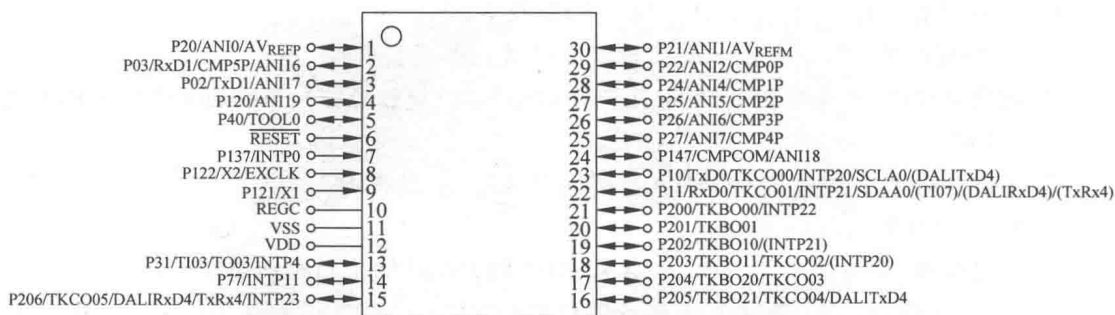 P20/ANI0/AVREFP 1
P03/RxD1/CMP5P/ANI16 2
P02/TxD1/ANI17 3
P120/ANI19 4
P40/TOOL0 5
RESET 6
P137/INTP0 7
P122/X2/EXCLK 8
P121/X1 9
REGC 10
VSS 11
VDD 12
P31/TI03/TO03/INTP4 13
P77/INTP11 14
P206/TKCO05/DALIRxD4/TxRx4/INTP23 15
30 P21/ANI1/AVREFM
29 P22/ANI2/CMP0P
28 P24/ANI4/CMP1P
27 P25/ANI5/CMP2P
26 P26/ANI6/CMP3P
25 P27/ANI7/CMP4P
24 P147/CMPCOM/ANI18
23 P10/TxD0/TKCO00/INTP20/SCLA0/(DALITxD4)
22 P11/RxD0/TKCO01/INTP21/SDAA0/(TI07)/(DALIRxD4)/(TxRx4)
21 P200/TKBO00/INTP22
20 P201/TKBO01
19 P202/TKBO10/(INTP21)
18 P203/TKBO11/TKCO02/(INTP20)
17 P204/TKBO20/TKCO03
16 P205/TKBO21/TKCO04/DALITxD4